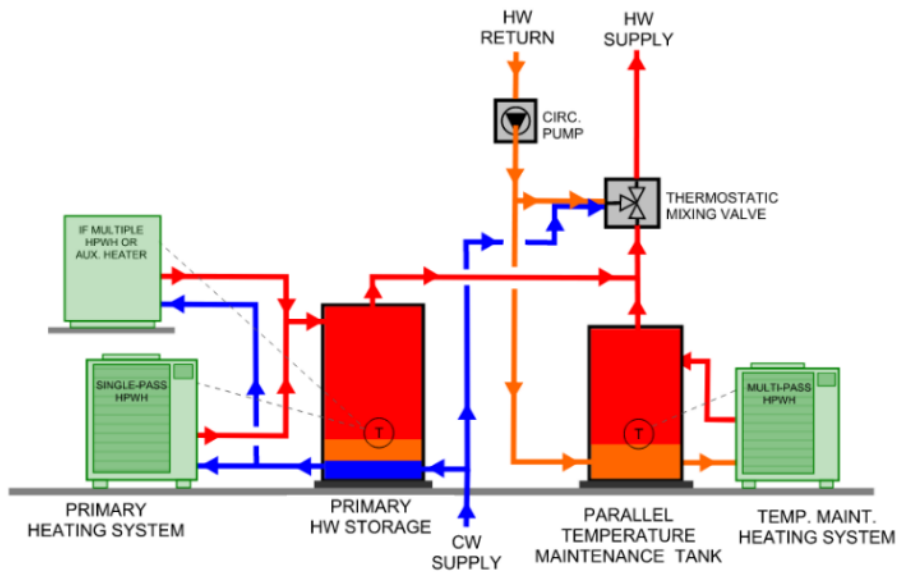 HW
RETURN
HW
SUPPLY
CIRC.
PUMP
THERMOSTATIC
MIXING VALVE
IF MULTIPLE
HPWH OR
AUX. HEATER
SINGLE-PASS
HPWH
T
T
MULTI-PASS
HPWH
PRIMARY
HEATING SYSTEM
PRIMARY
HW STORAGE
CW
SUPPLY
PARALLEL
TEMPERATURE
MAINTENANCE TANK
TEMP. MAINT.
HEATING SYSTEM